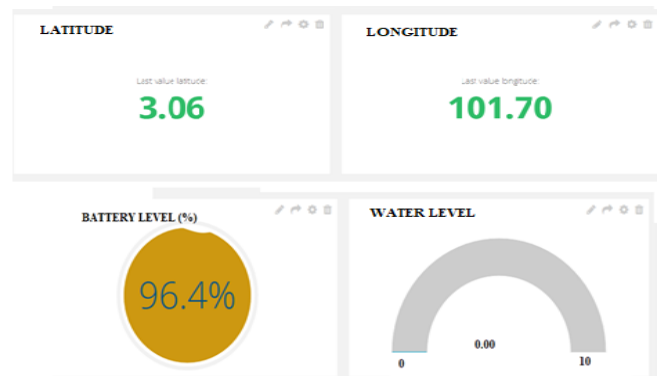 LATITUDE
Last value latitude:
3.06
LONGITUDE
Last value longitude:
101.70
BATTERY LEVEL (%)
96.4%
WATER LEVEL
0.00
0
10